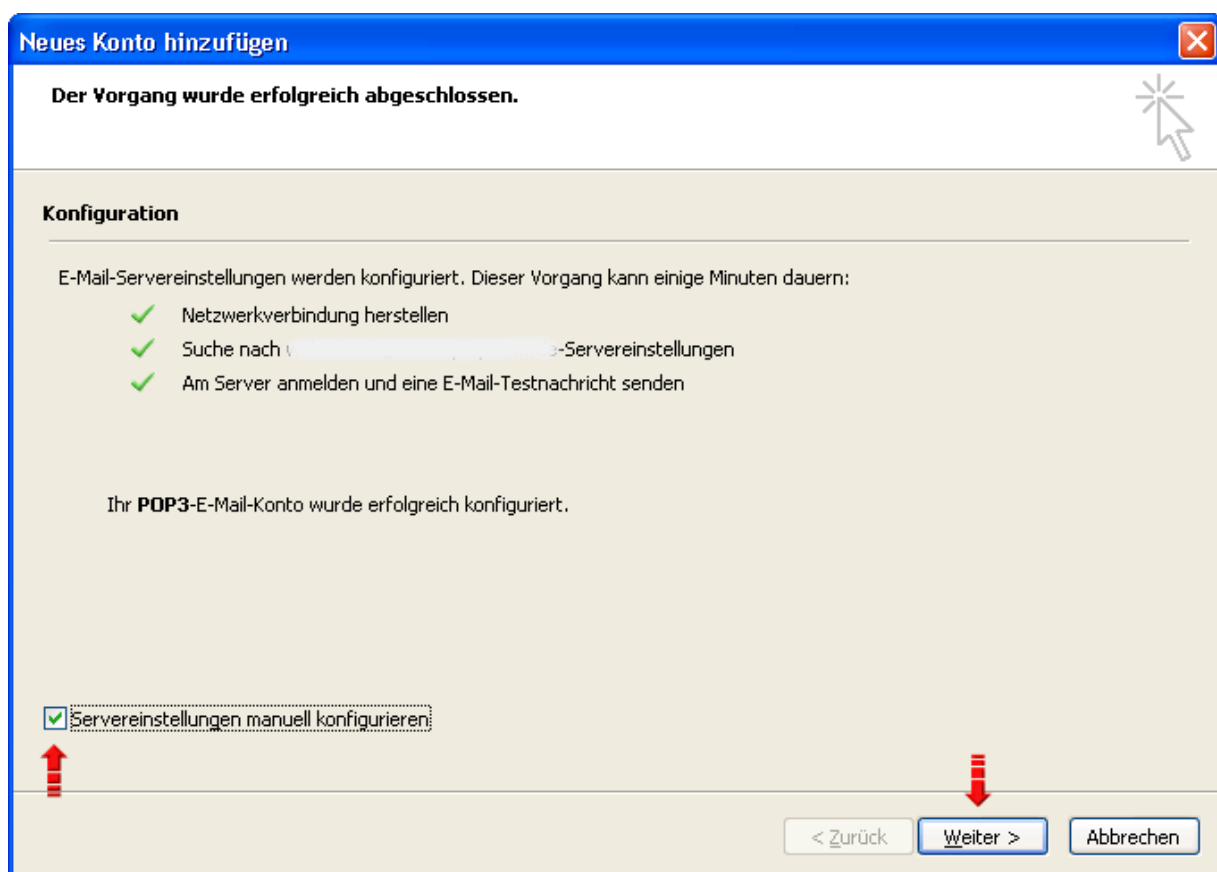 Neues Konto hinzufügen
Der Vorgang wurde erfolgreich abgeschlossen.
Konfiguration
E-Mail-Servereinstellungen werden konfiguriert. Dieser Vorgang kann einige Minuten dauern:
Netzwerkverbindung herstellen
Suche nach -Servereinstellungen
Am Server anmelden und eine E-Mail-Testnachricht senden
Ihr POP3-E-Mail-Konto wurde erfolgreich konfiguriert.
Servereinstellungen manuell konfigurieren
< Zurück Weiter > Abbrechen